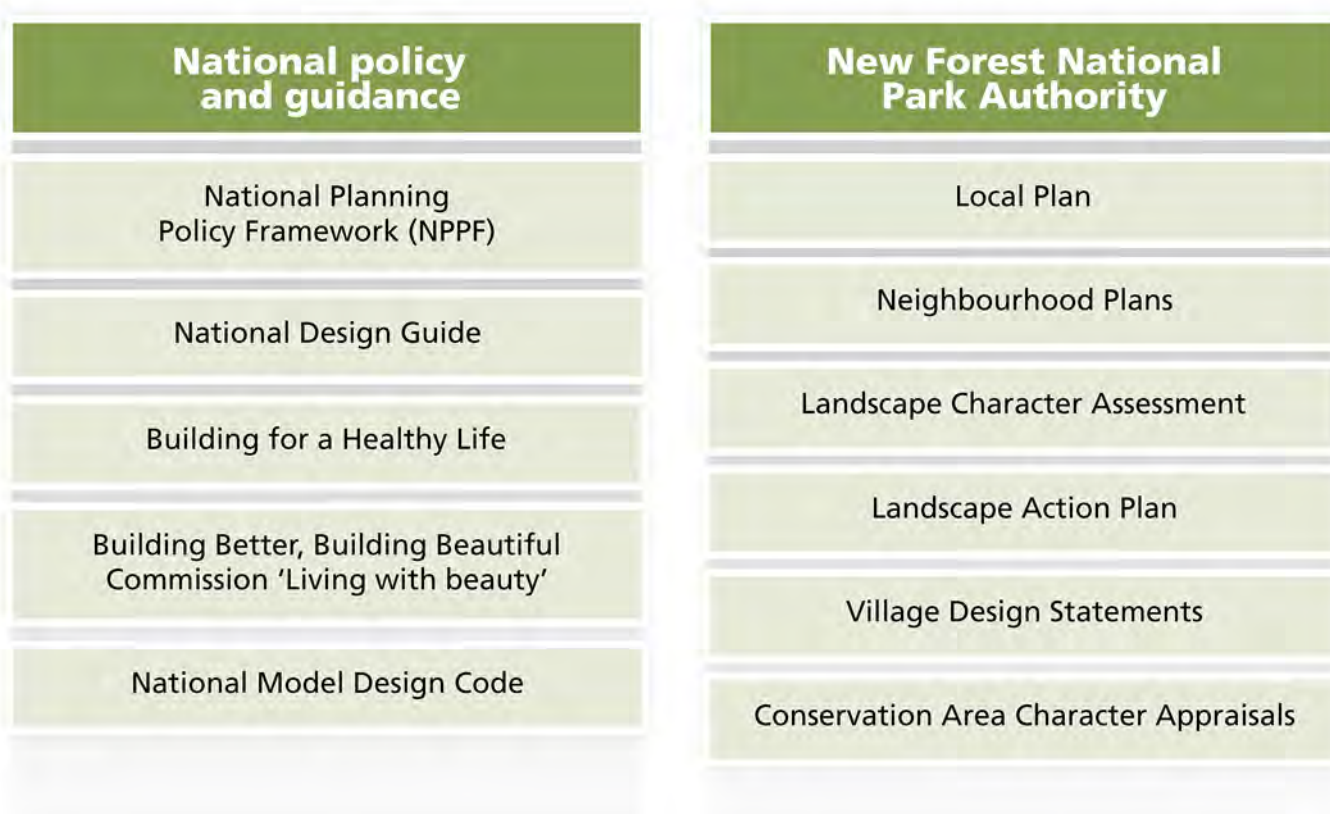 National policy
and guidance
National Planning
Policy Framework (NPPF)
National Design Guide
Building for a Healthy Life
Building Better, Building Beautiful
Commission ‘Living with beauty’
National Model Design Code
New Forest National
Park Authority
Local Plan
Neighbourhood Plans
Landscape Character Assessment
Landscape Action Plan
Village Design Statements
Conservation Area Character Appraisals